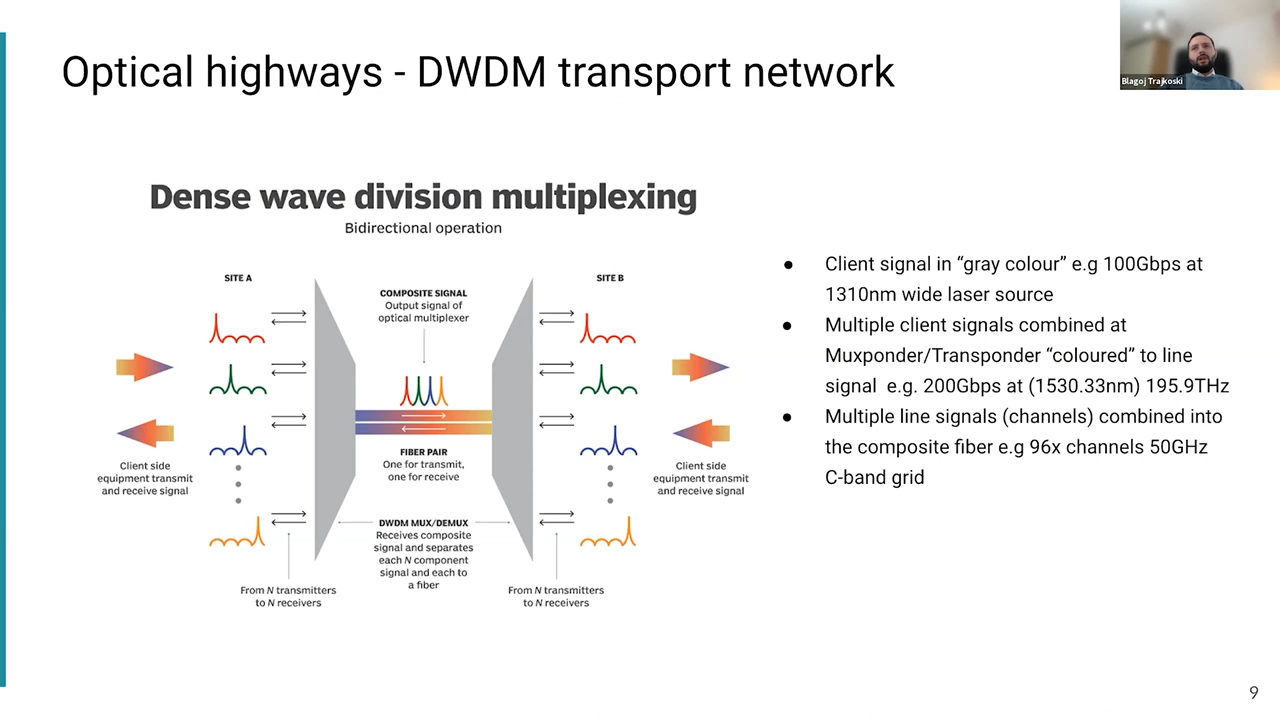 Optical highways - DWDM transport network
Blagoj Trajkoski
Dense wave division multiplexing
Bidirectional operation
SITE A
COMPOSITE SIGNAL
Output signal of
optical multiplexer
SITE B
Client side
equipment transmit
and receive signal
FIBER PAIR
One for transmit,
one for receive
Client side
equipment transmit
and receive signal
DWDM MUX/DEMUX
Receives composite
signal and separates
each N component
signal and each to
a fiber
From N transmitters
to N receivers
From N transmitters
to N receivers
● Client signal in “gray colour” e.g 100Gbps at
1310nm wide laser source
● Multiple client signals combined at
Muxponder/Transponder “coloured” to line
signal e.g. 200Gbps at (1530.33nm) 195.9THz
● Multiple line signals (channels) combined into
the composite fiber e.g 96x channels 50GHz
C-band grid
9